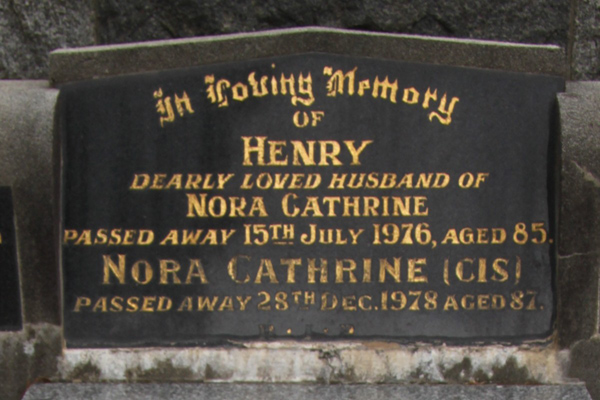 In Loving Memory
OF
HENRY
DEARLY LOVED HUSBAND OF
NORA CATHRINE
PASSED AWAY 15TH JULY 1976, AGED 85.
NORA CATHRINE (CIS)
PASSED AWAY 28TH DEC. 1978 AGED 87.